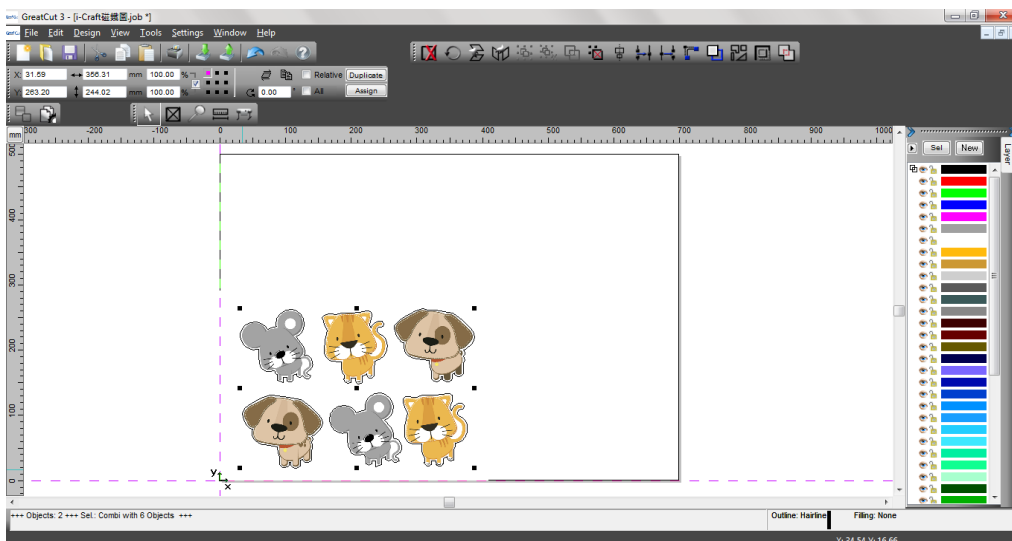 GreatCut 3 - [i-Craft磁鐵圖.job *]
File Edit Design View Tools Settings Window Help
X: 31.59 356.31 mm 100.00 % Relative Duplicate
Y: 263.20 244.02 mm 100.00 % 0.00 ° All Assign
mm 300 -200 -100 0 100 200 300 400 500 600 700 800 900 1000
Sel New
Layer
500
400
300
200
100
0
y
x
+++ Objects: 2 +++ Sel.: Combi with 6 Objects +++ Outline: Hairline Filling: None